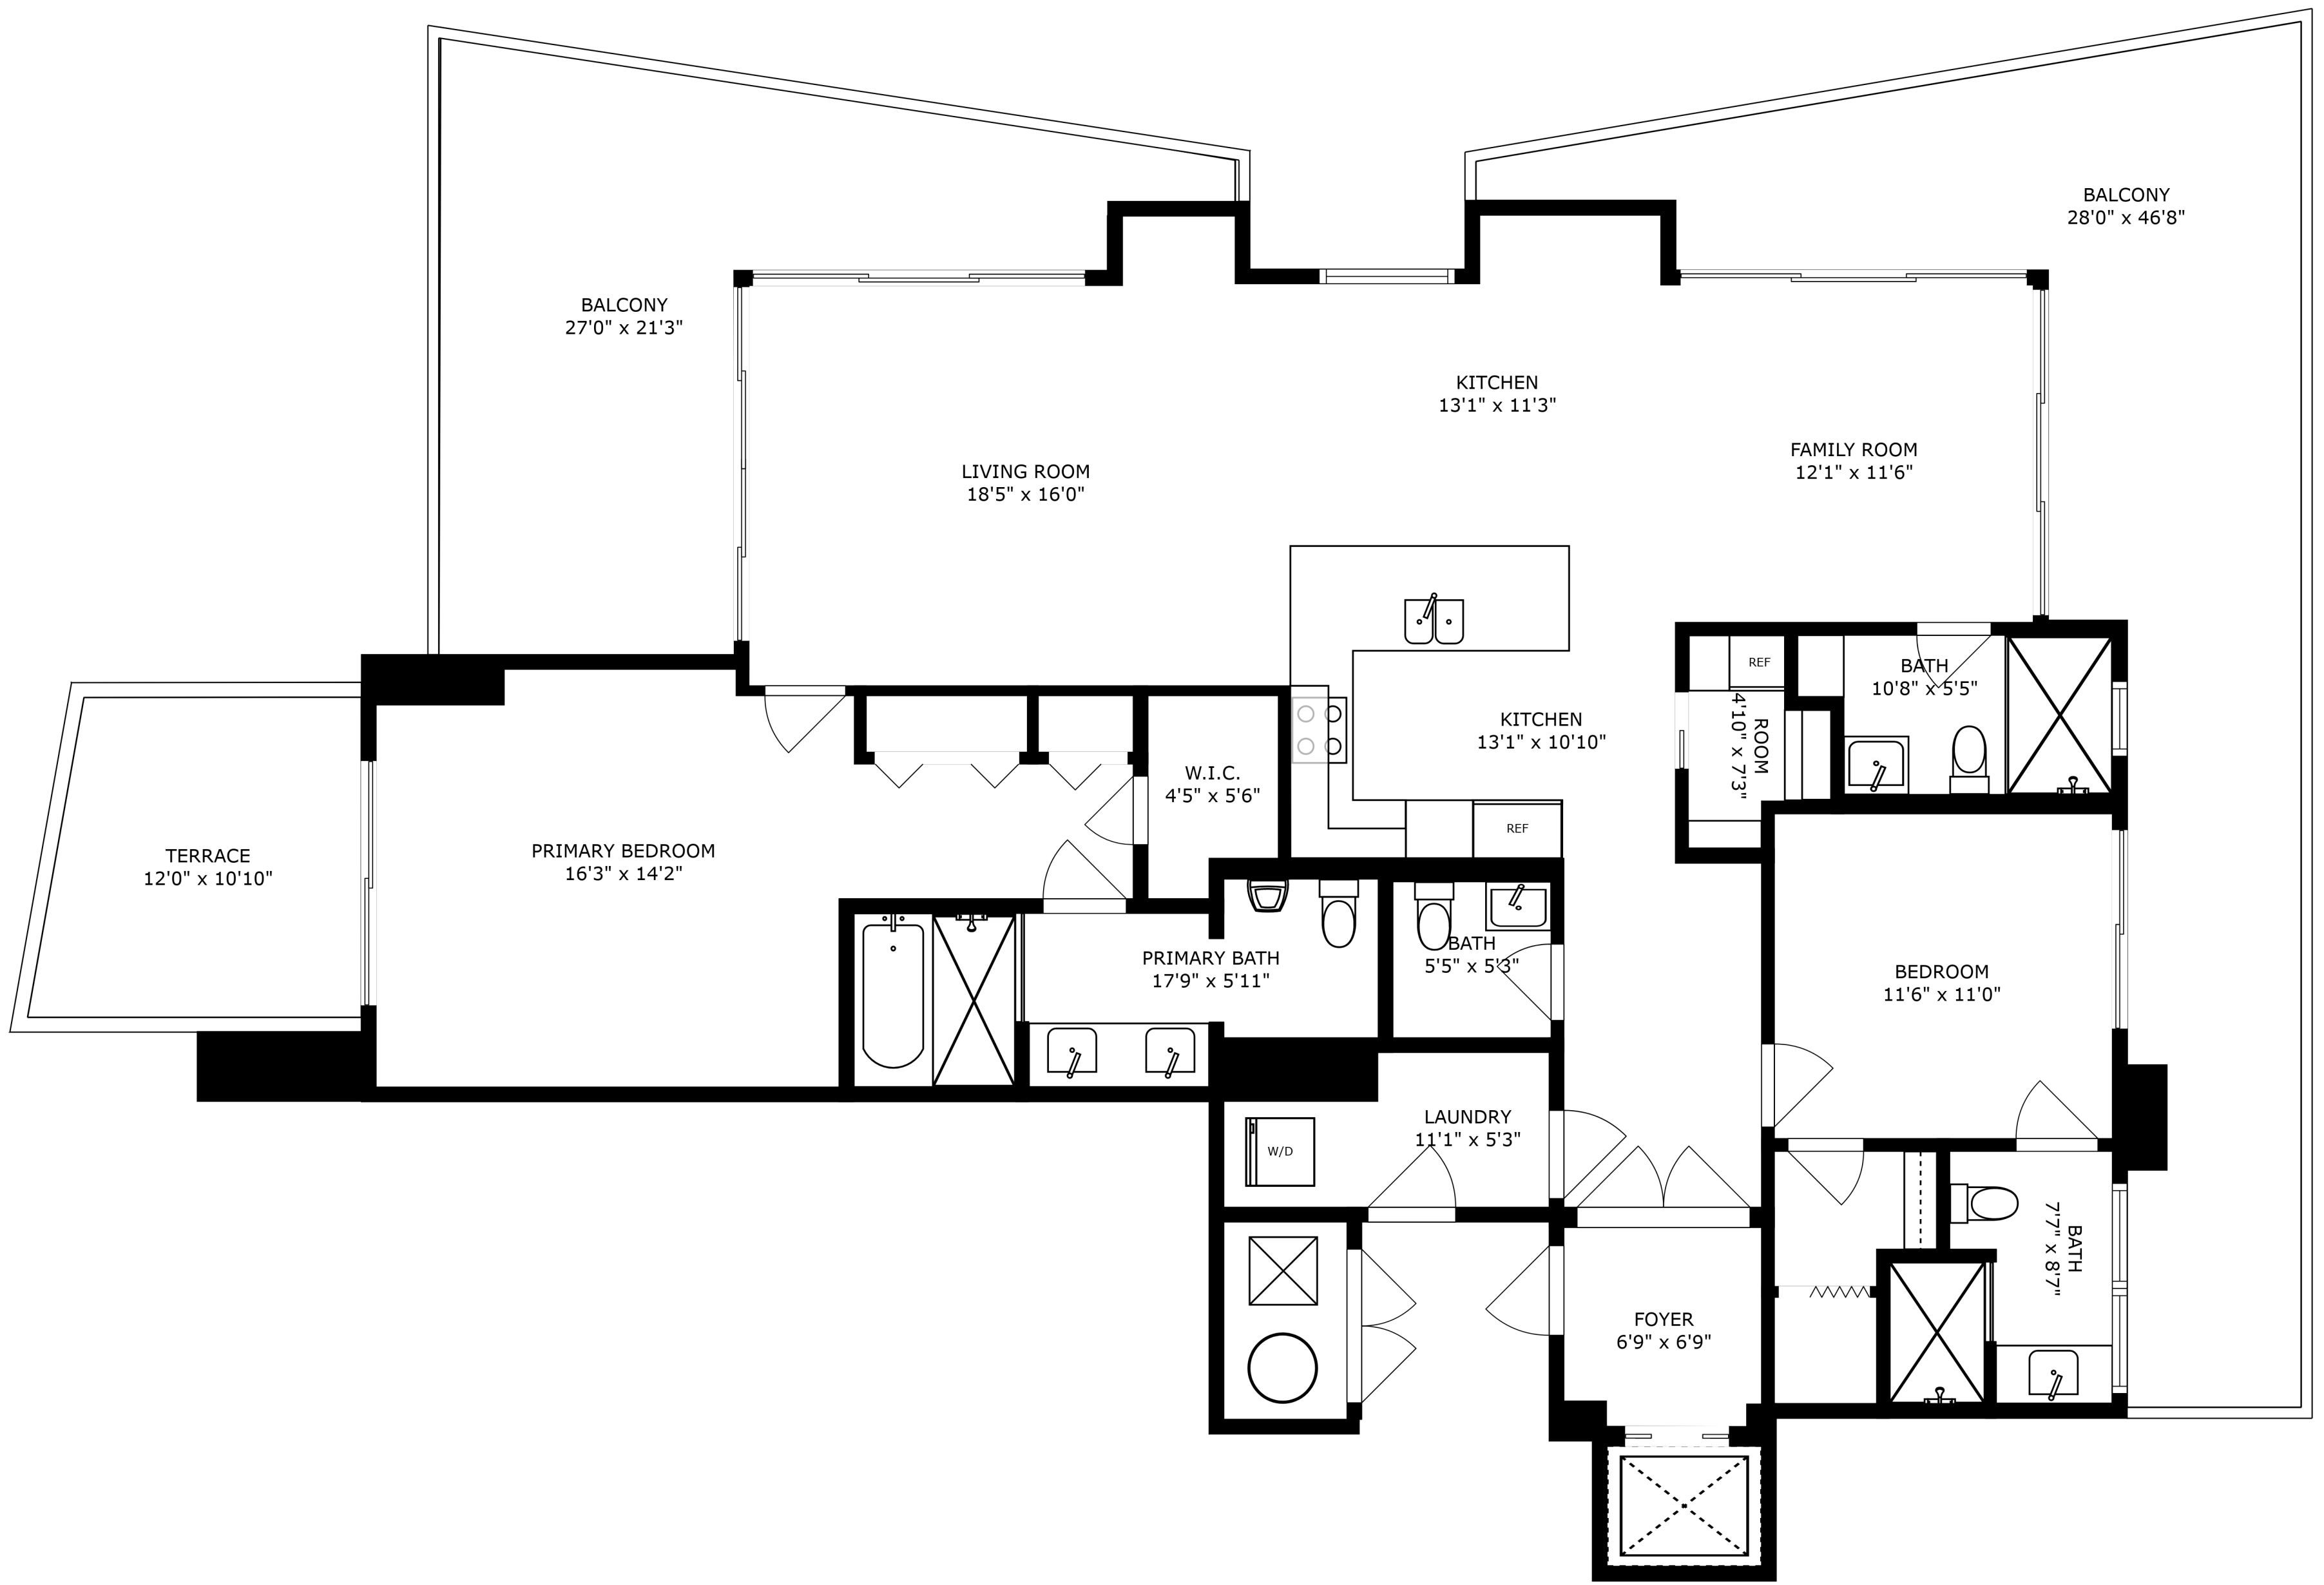 BALCONY
28'0" x 46'8"
BALCONY
27'0" x 21'3"
KITCHEN
13'1" x 11'3"
FAMILY ROOM
12'1" x 11'6"
LIVING ROOM
18'5" x 16'0"
REF
BATH
10'8" x 5'5"
ROOM
4'10" x 7'3"
KITCHEN
13'1" x 10'10"
W.I.C.
4'5" x 5'6"
REF
PRIMARY BEDROOM
16'3" x 14'2"
TERRACE
12'0" x 10'10"
BATH
5'5" x 5'3"
PRIMARY BATH
17'9" x 5'11"
BEDROOM
11'6" x 11'0"
LAUNDRY
11'1" x 5'3"
W/D
BATH
7'7" x 8'7"
FOYER
6'9" x 6'9"